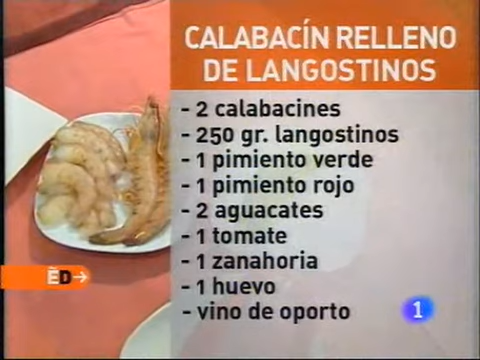 CALABACÍN RELLENO
DE LANGOSTINOS
- 2 calabacines
- 250 gr. langostinos
- 1 pimiento verde
- 1 pimiento rojo
- 2 aguacates
- 1 tomate
- 1 zanahoria
- 1 huevo
- vino de oporto
ËD→
1